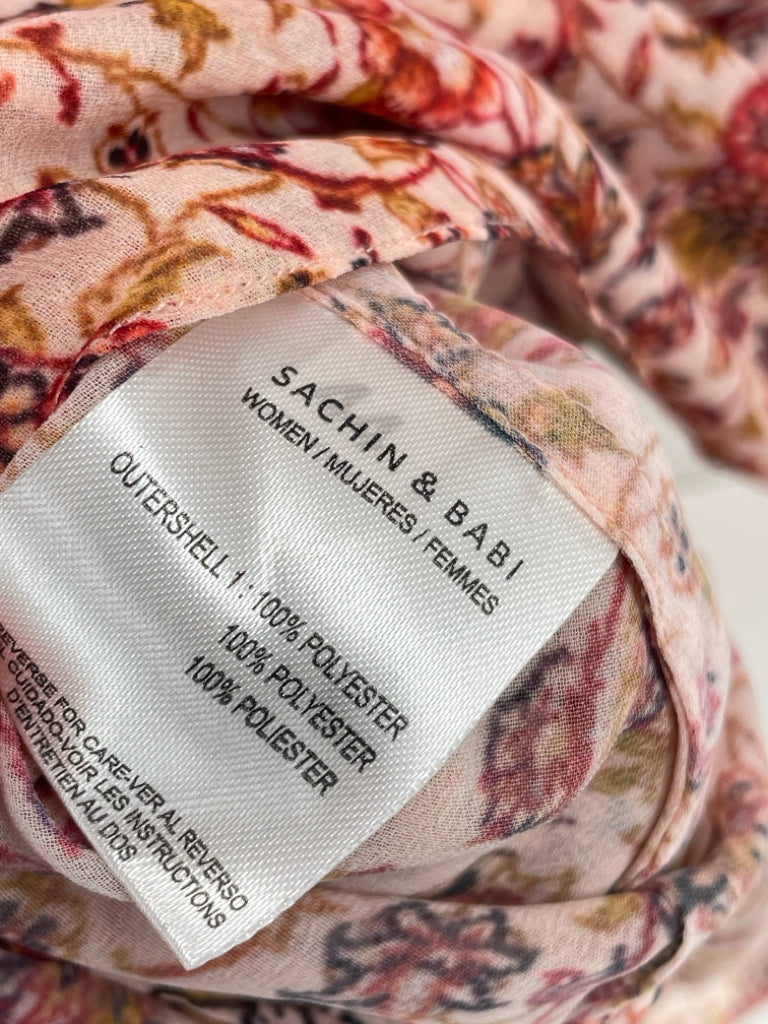 SACHIN & BABI
WOMEN / MUJERES / FEMMES
OUTERSHELL 1 : 100% POLYESTER
100% POLYESTER
100% POLIESTER
REVERSE FOR CARE-VER AL REVERSO
CUIDADO-VOIR LES INSTRUCTIONS
D'ENTRETIEN AU DOS